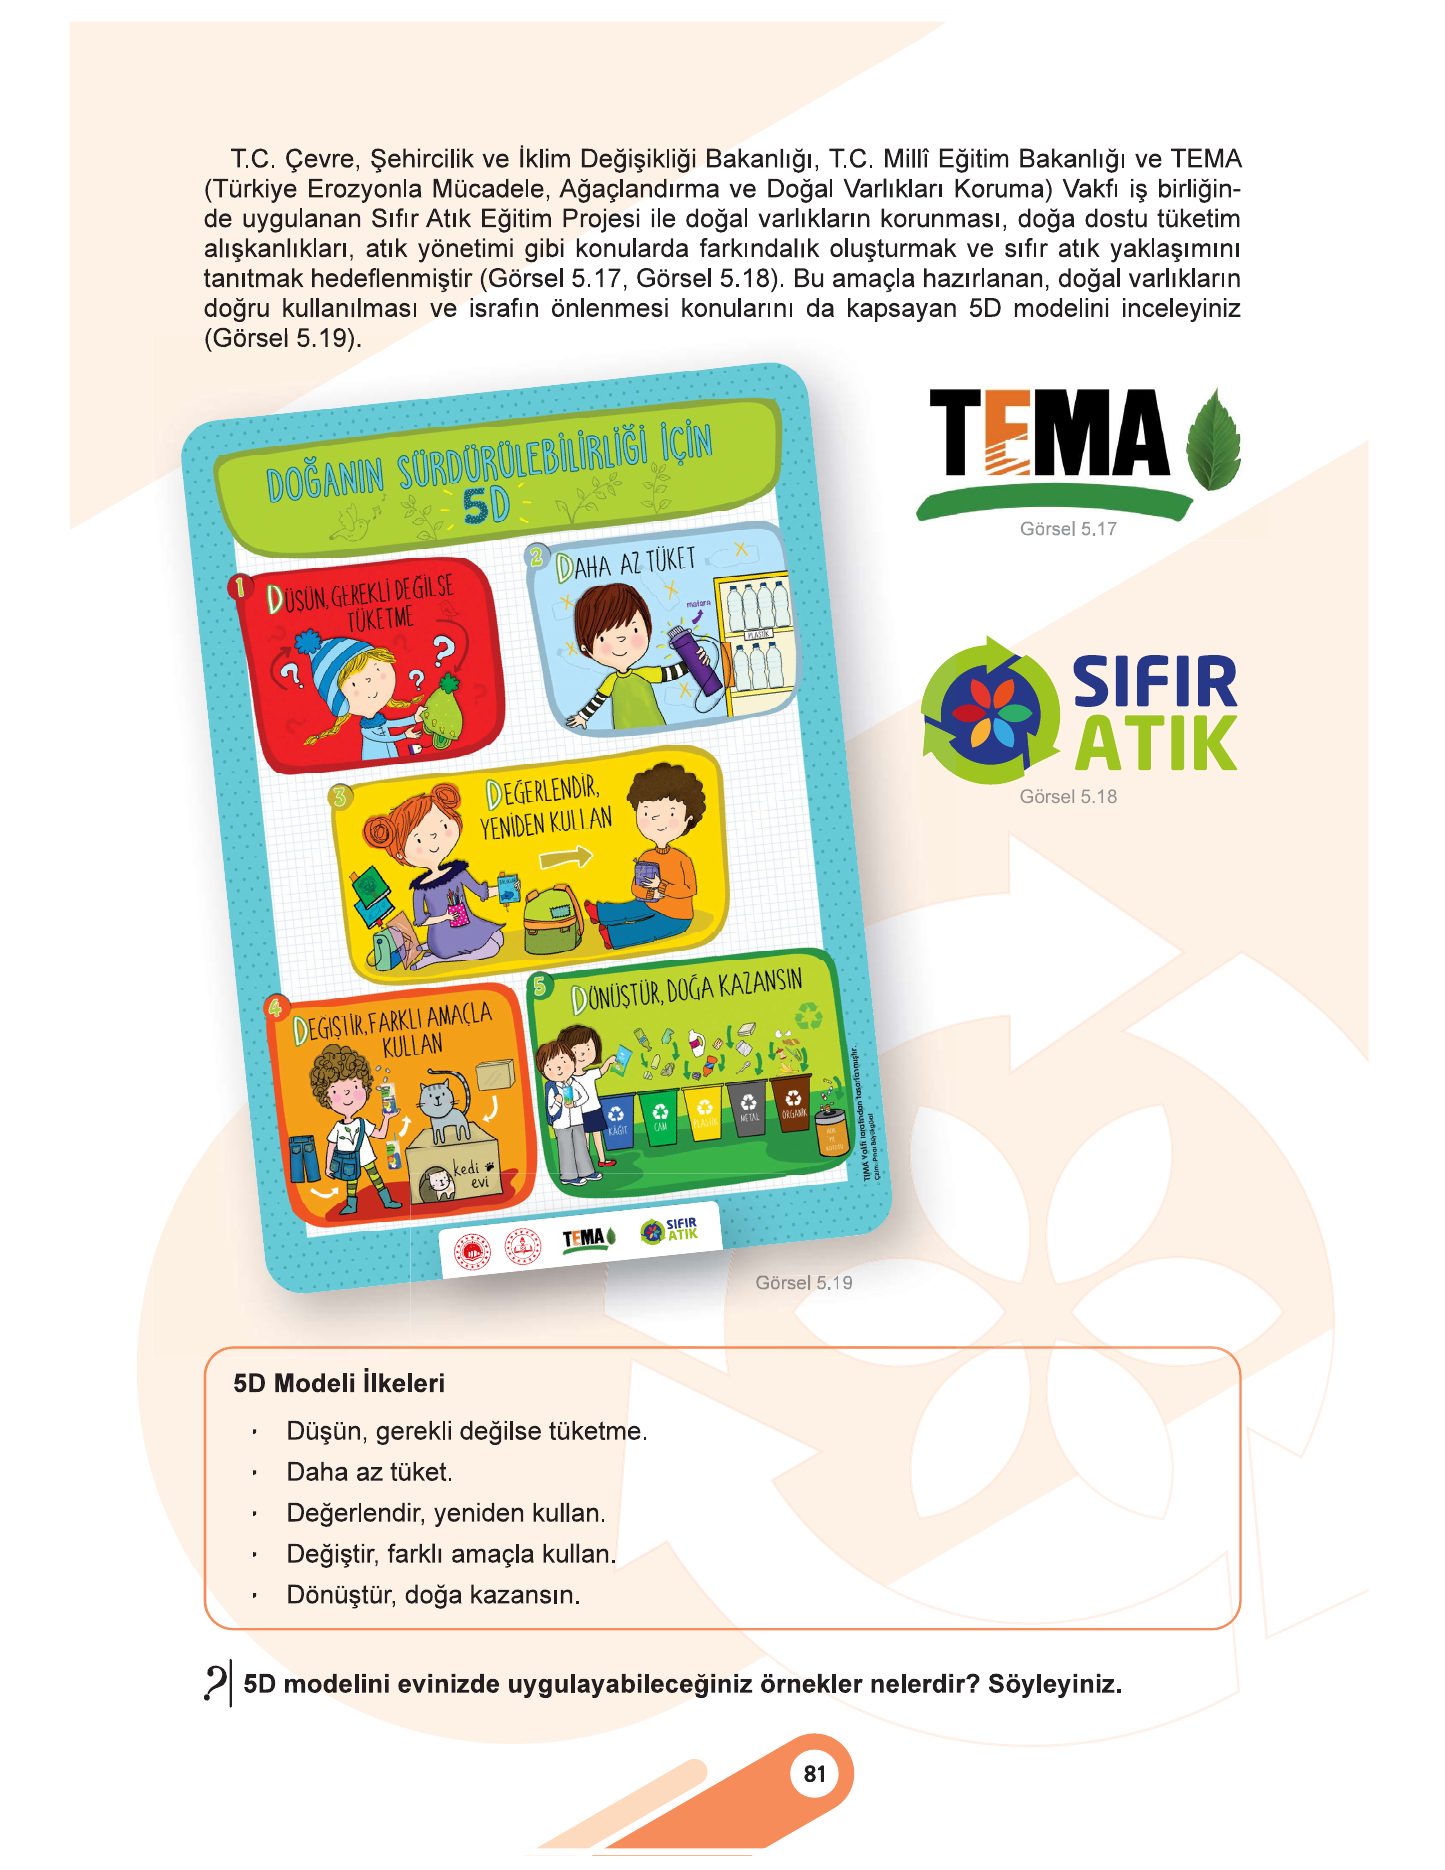 T.C. Çevre, Şehircilik ve İklim Değişikliği Bakanlığı, T.C. Millî Eğitim Bakanlığı ve TEMA
(Türkiye Erozyonla Mücadele, Ağaçlandırma ve Doğal Varlıkları Koruma) Vakfı iş birliğin-
de uygulanan Sıfır Atık Eğitim Projesi ile doğal varlıkların korunması, doğa dostu tüketim
alışkanlıkları, atık yönetimi gibi konularda farkındalık oluşturmak ve sıfır atık yaklaşımını
tanıtmak hedeflenmiştir (Görsel 5.17, Görsel 5.18). Bu amaçla hazırlanan, doğal varlıkların
doğru kullanılması ve israfın önlenmesi konularını da kapsayan 5D modelini inceleyiniz
(Görsel 5.19).
TEMA
Görsel 5.17
SIFIR
ATIK
Görsel 5.18
DOĞANIN SÜRDÜRÜLEBİLİRLİĞİ İÇİN
5D
1
DÜŞÜN, GEREKLİ DEĞİLSE
TÜKETME
? ? ? ?
2
DAHA AZ TÜKET
matara
PLASTİK
3
DEĞERLENDİR,
YENİDEN KULLAN
4
DEĞİŞTİR, FARKLI AMAÇLA
KULLAN
kedi
evi
5
DÖNÜŞTÜR, DOĞA KAZANSIN
KAĞIT
CAM
PLASTİK
METAL
ORGANİK
TEMA Vakfı tarafından tasarlanmıştır.
TEMA
SIFIR
ATIK
Görsel 5.19
5D Modeli İlkeleri
· Düşün, gerekli değilse tüketme.
· Daha az tüket.
· Değerlendir, yeniden kullan.
· Değiştir, farklı amaçla kullan.
· Dönüştür, doğa kazansın.
? 5D modelini evinizde uygulayabileceğiniz örnekler nelerdir? Söyleyiniz.
81